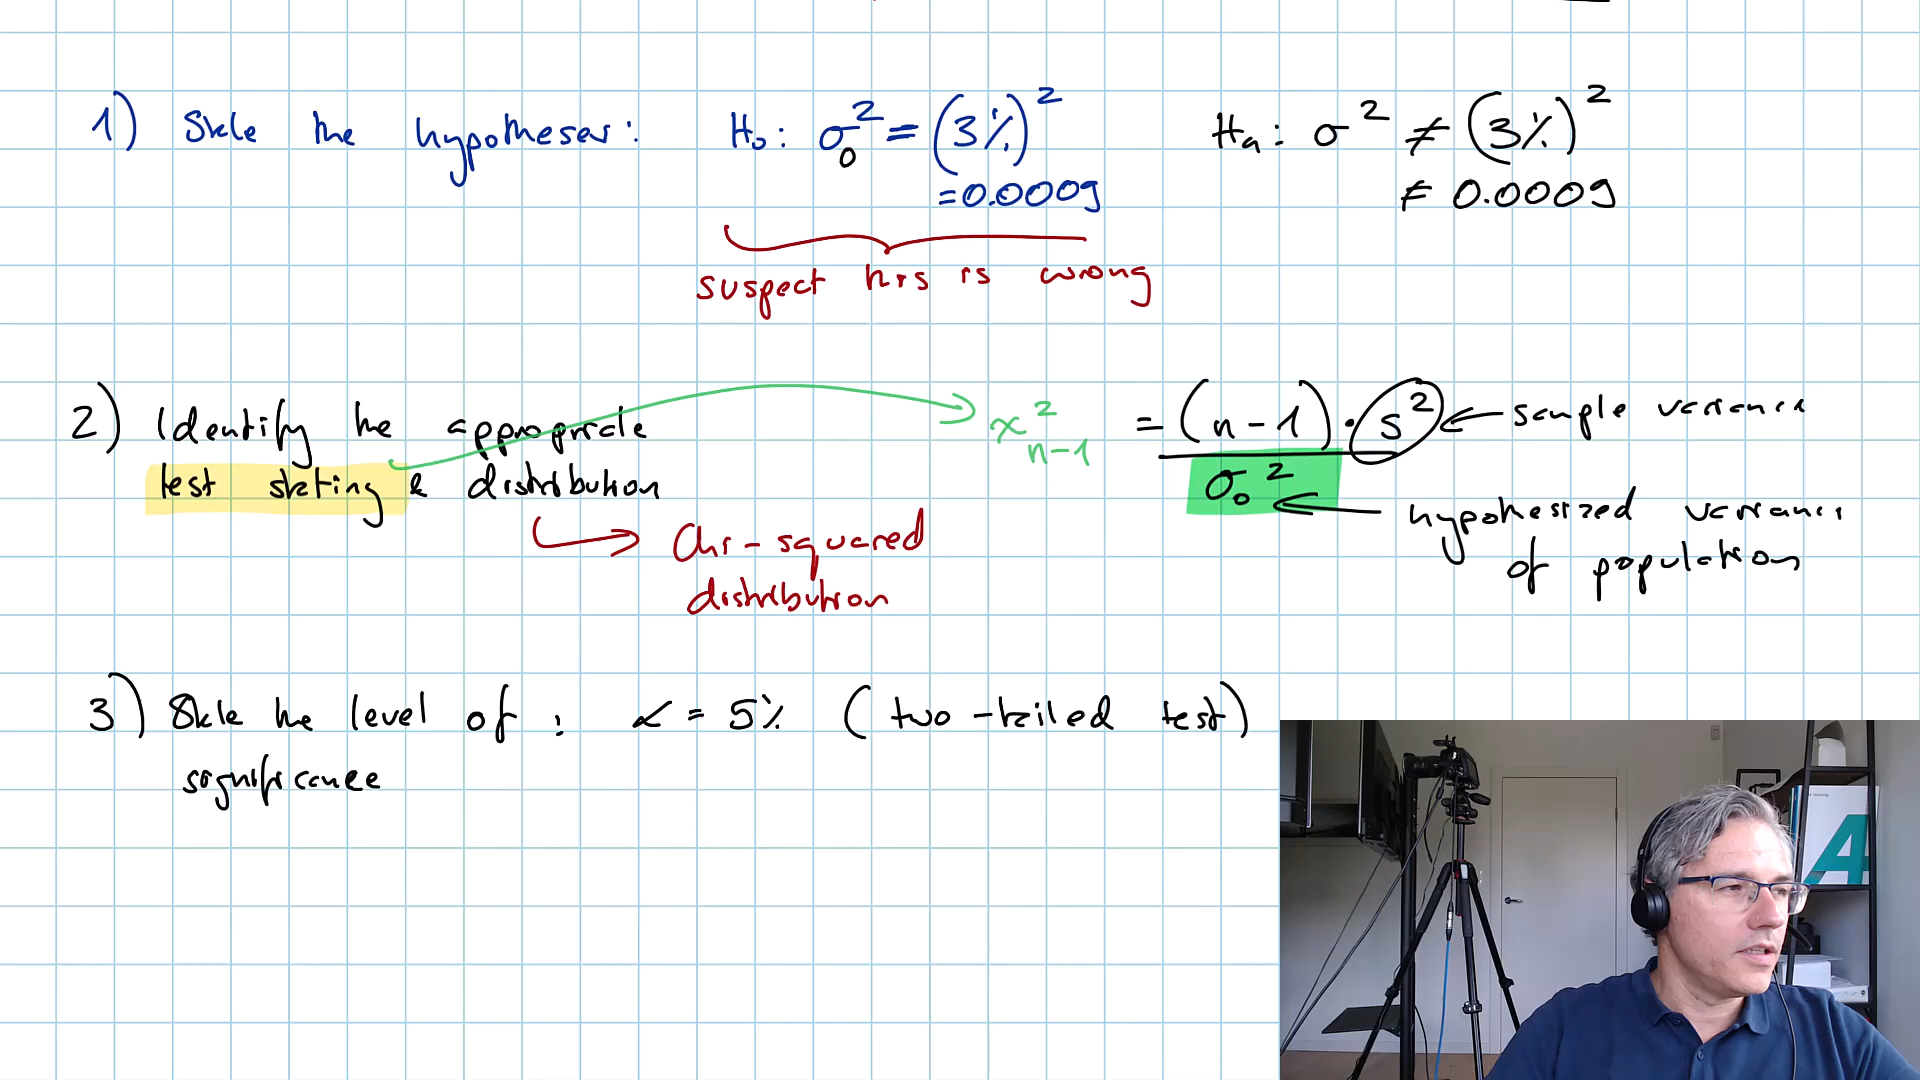 1) State the hypotheses: H₀: σ₀² = (3%)² Hₐ: σ² ≠ (3%)²
= 0.0009 ≠ 0.0009
suspect this is wrong
2) Identify the appropriate x²ₙ₋₁ = (n-1) · s² ← sample variance
test stating & distribution σ₀² ← hypothesized variance
of population
Chi-squared
distribution
3) State the level of : α = 5% (two-tailed test)
significance
A